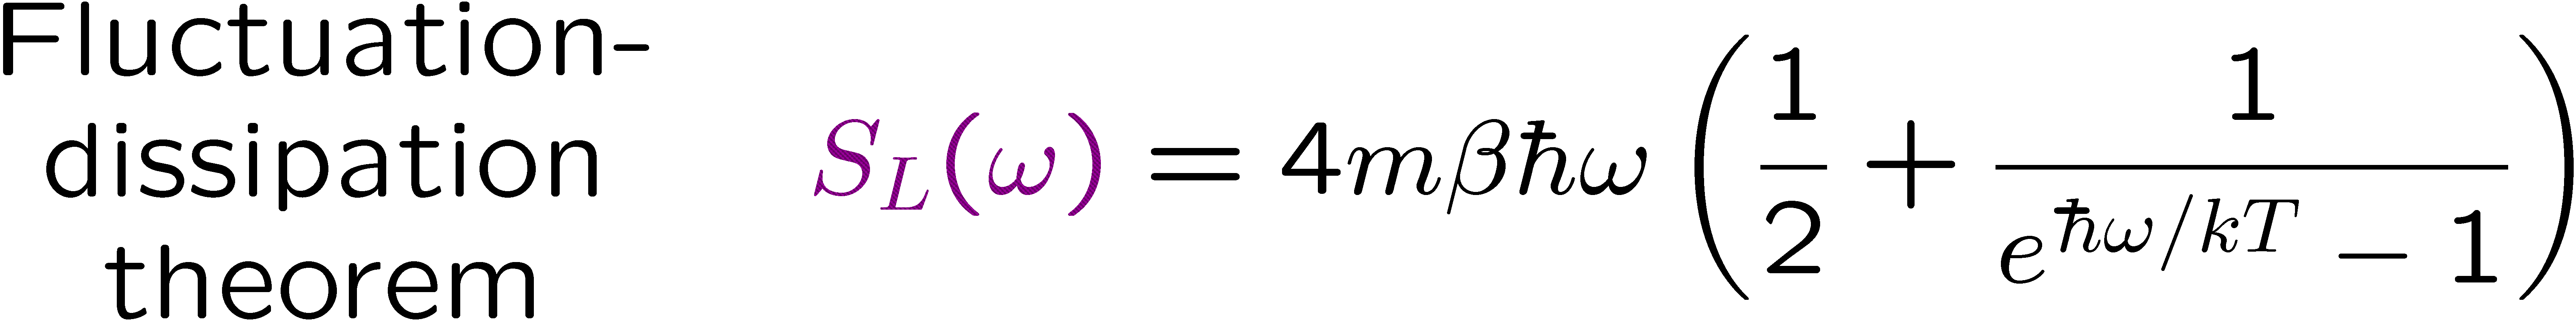 Fluctuation-
dissipation
theorem
S_L(ω) = 4mβħω (1/2 + 1/(e^{ħω/kT} − 1))